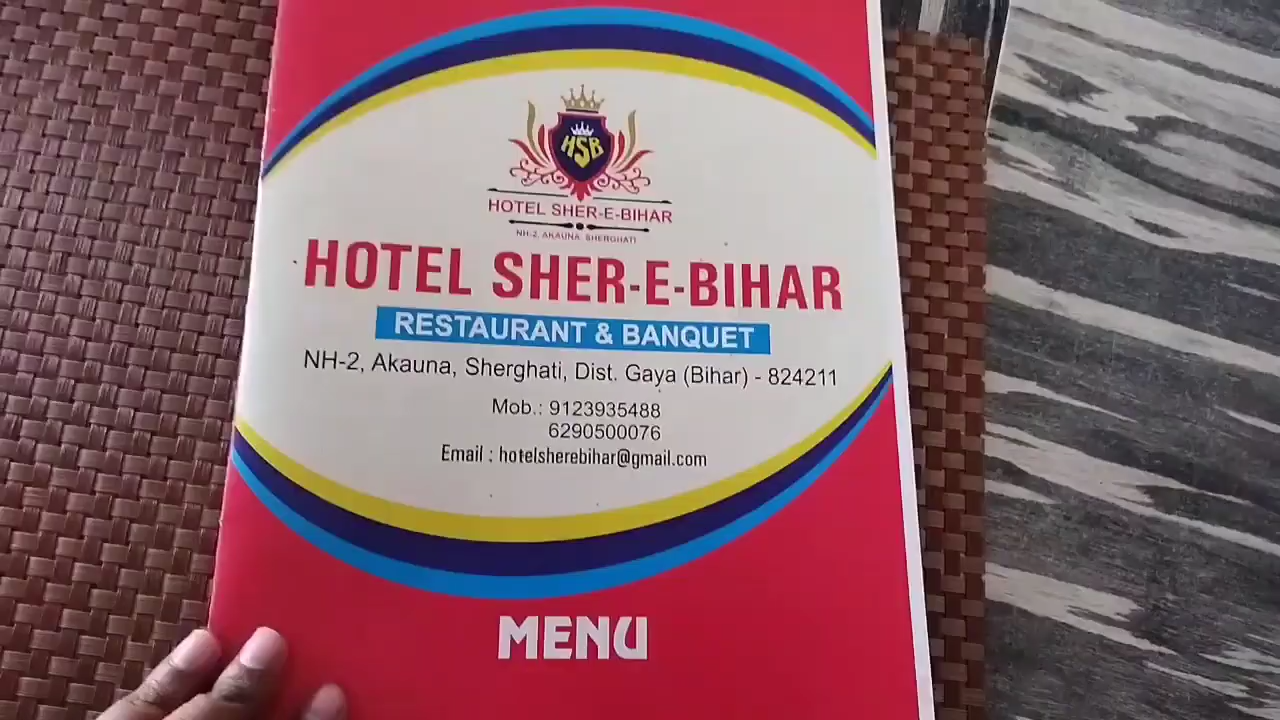 HSB
HOTEL SHER-E-BIHAR
NH-2, AKAUNA, SHERGHATI
HOTEL SHER-E-BIHAR
RESTAURANT & BANQUET
NH-2, Akauna, Sherghati, Dist. Gaya (Bihar) - 824211
Mob.: 9123935488
6290500076
Email : hotelsherebihar@gmail.com
MENU